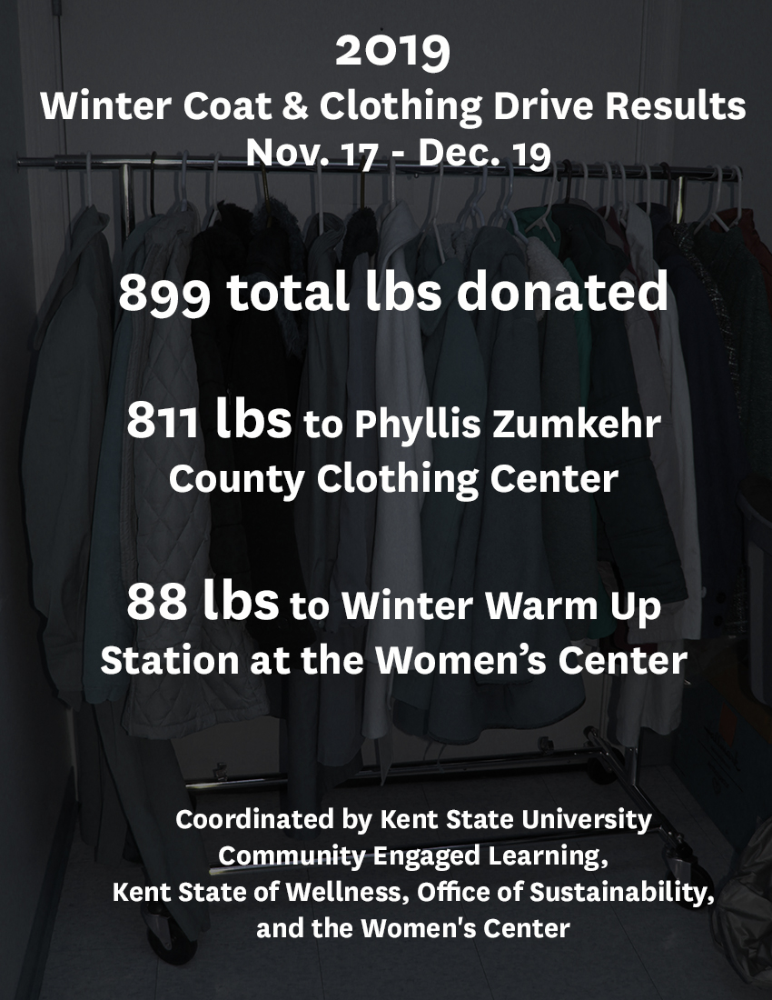 2019
Winter Coat & Clothing Drive Results
Nov. 17 - Dec. 19
899 total lbs donated
811 lbs to Phyllis Zumkehr
County Clothing Center
88 lbs to Winter Warm Up
Station at the Women’s Center
Coordinated by Kent State University
Community Engaged Learning,
Kent State of Wellness, Office of Sustainability,
and the Women's Center